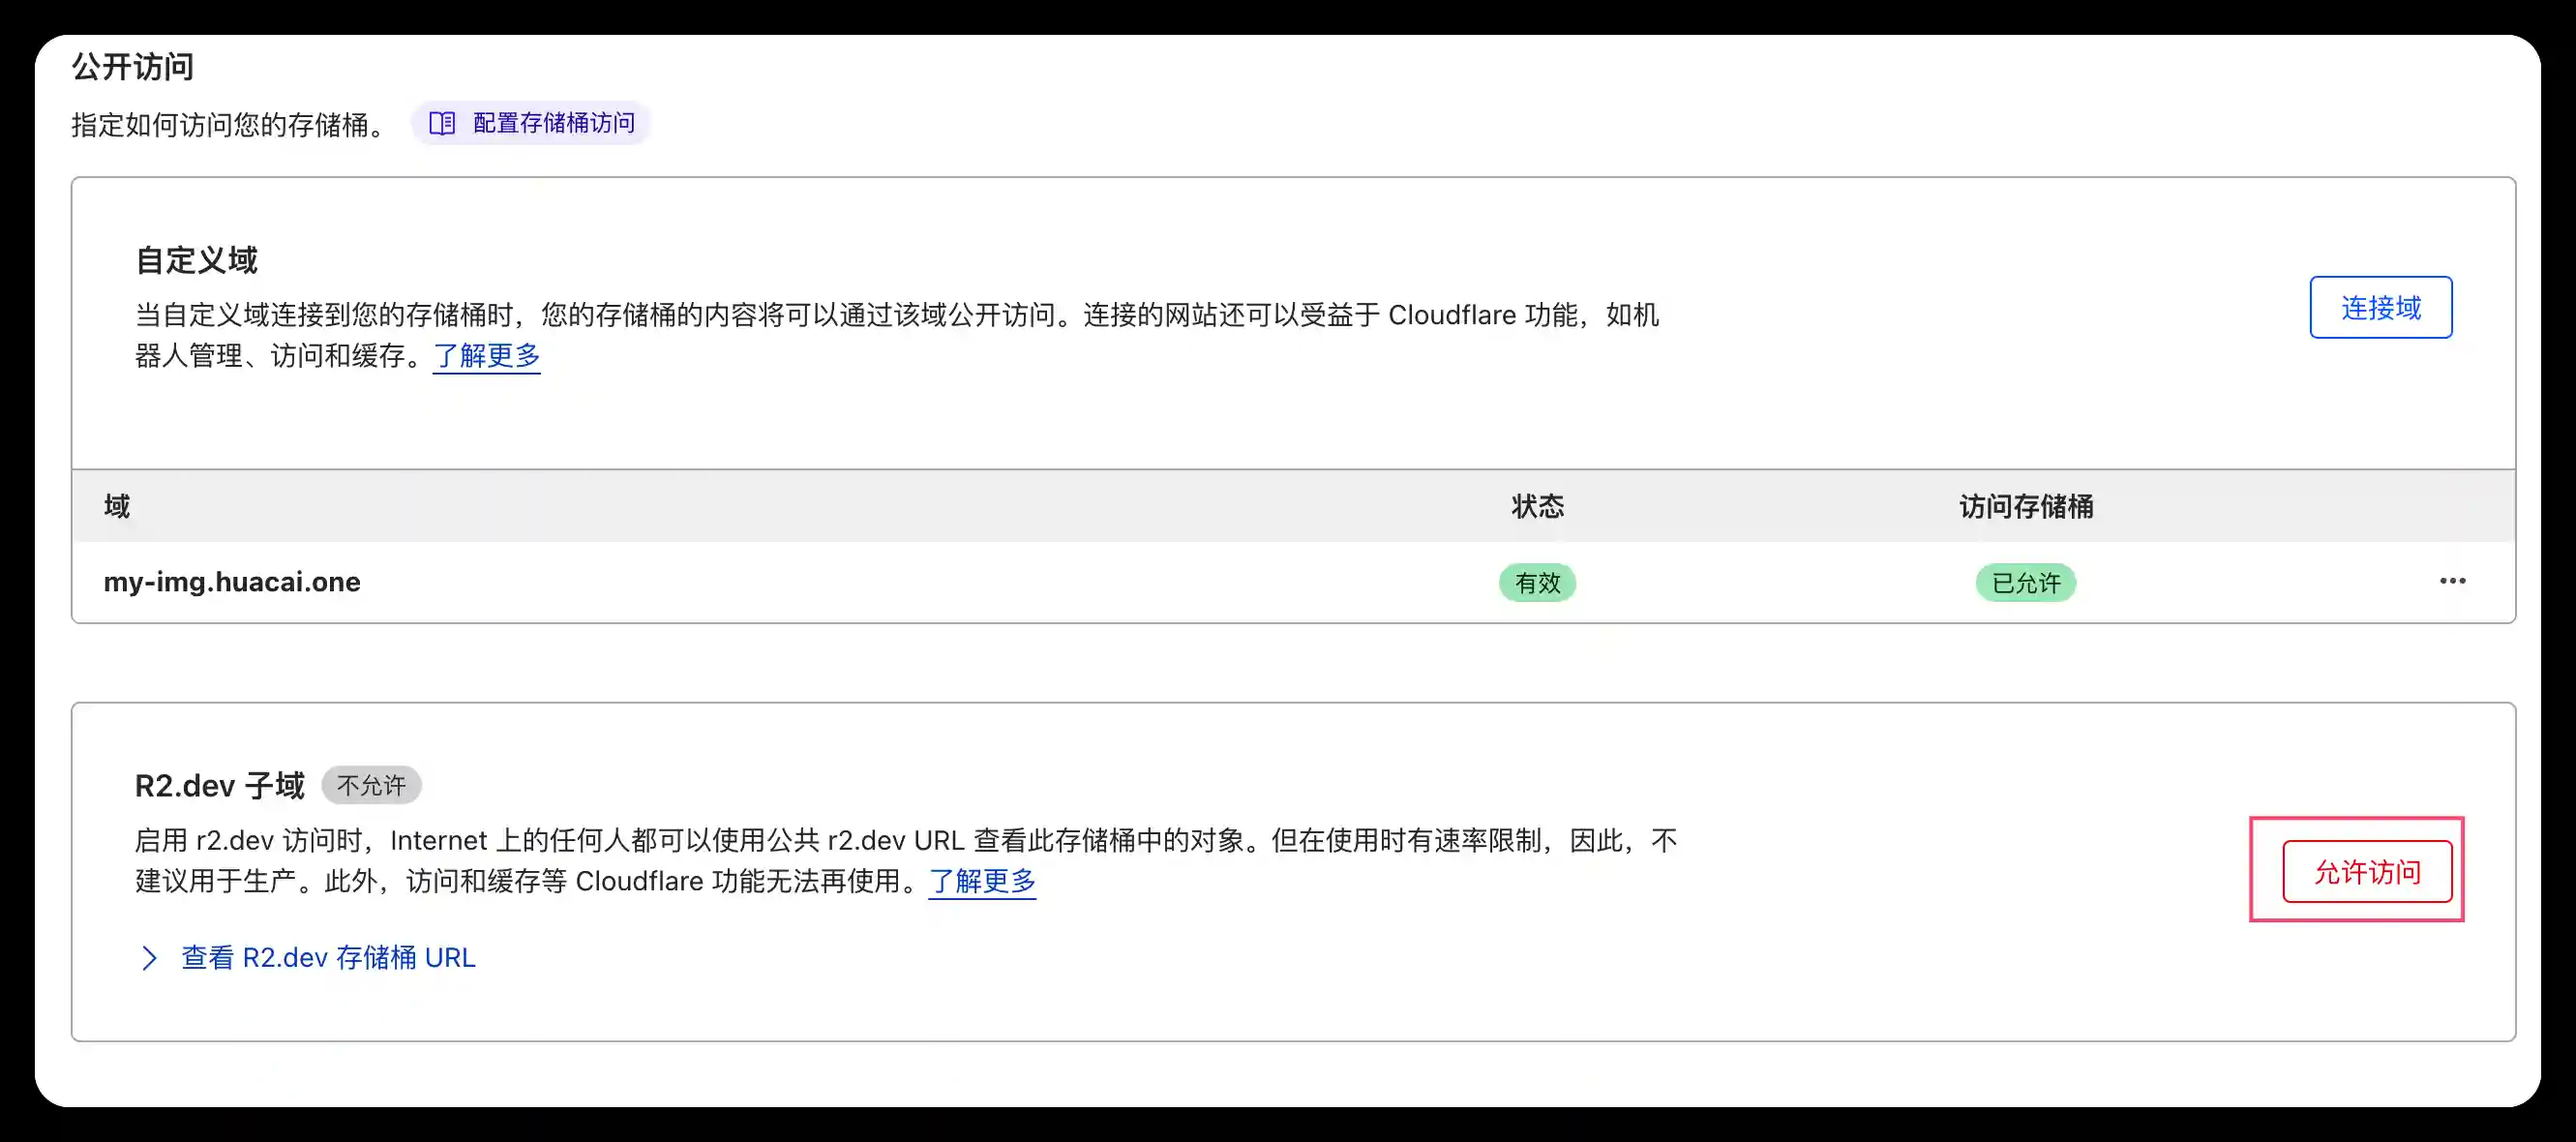 公开访问
指定如何访问您的存储桶。 配置存储桶访问
自定义域
当自定义域连接到您的存储桶时，您的存储桶的内容将可以通过该域公开访问。连接的网站还可以受益于 Cloudflare 功能，如机
器人管理、访问和缓存。了解更多
连接域
域 状态 访问存储桶
my-img.huacai.one 有效 已允许
R2.dev 子域 不允许
启用 r2.dev 访问时，Internet 上的任何人都可以使用公共 r2.dev URL 查看此存储桶中的对象。但在使用时有速率限制，因此，不
建议用于生产。此外，访问和缓存等 Cloudflare 功能无法再使用。了解更多
允许访问
查看 R2.dev 存储桶 URL